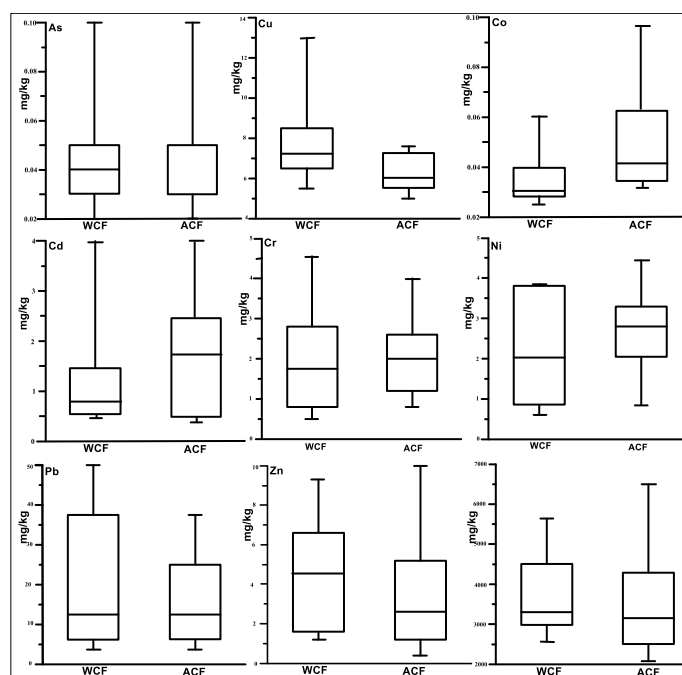 As
mg/kg
0.10
0.08
0.06
0.04
0.02
WCF ACF
Cu
mg/kg
14
12
10
8
6
4
WCF ACF
Co
mg/kg
0.10
0.08
0.06
0.04
0.02
WCF ACF
Cd
mg/kg
4
3
2
1
0
WCF ACF
Cr
mg/kg
5
4
3
2
1
0
WCF ACF
Ni
mg/kg
5
4
3
2
1
0
WCF ACF
Pb
mg/kg
50
40
30
20
10
0
WCF ACF
Zn
mg/kg
10
8
6
4
2
0
WCF ACF
mg/kg
7000
6000
5000
4000
3000
2000
WCF ACF